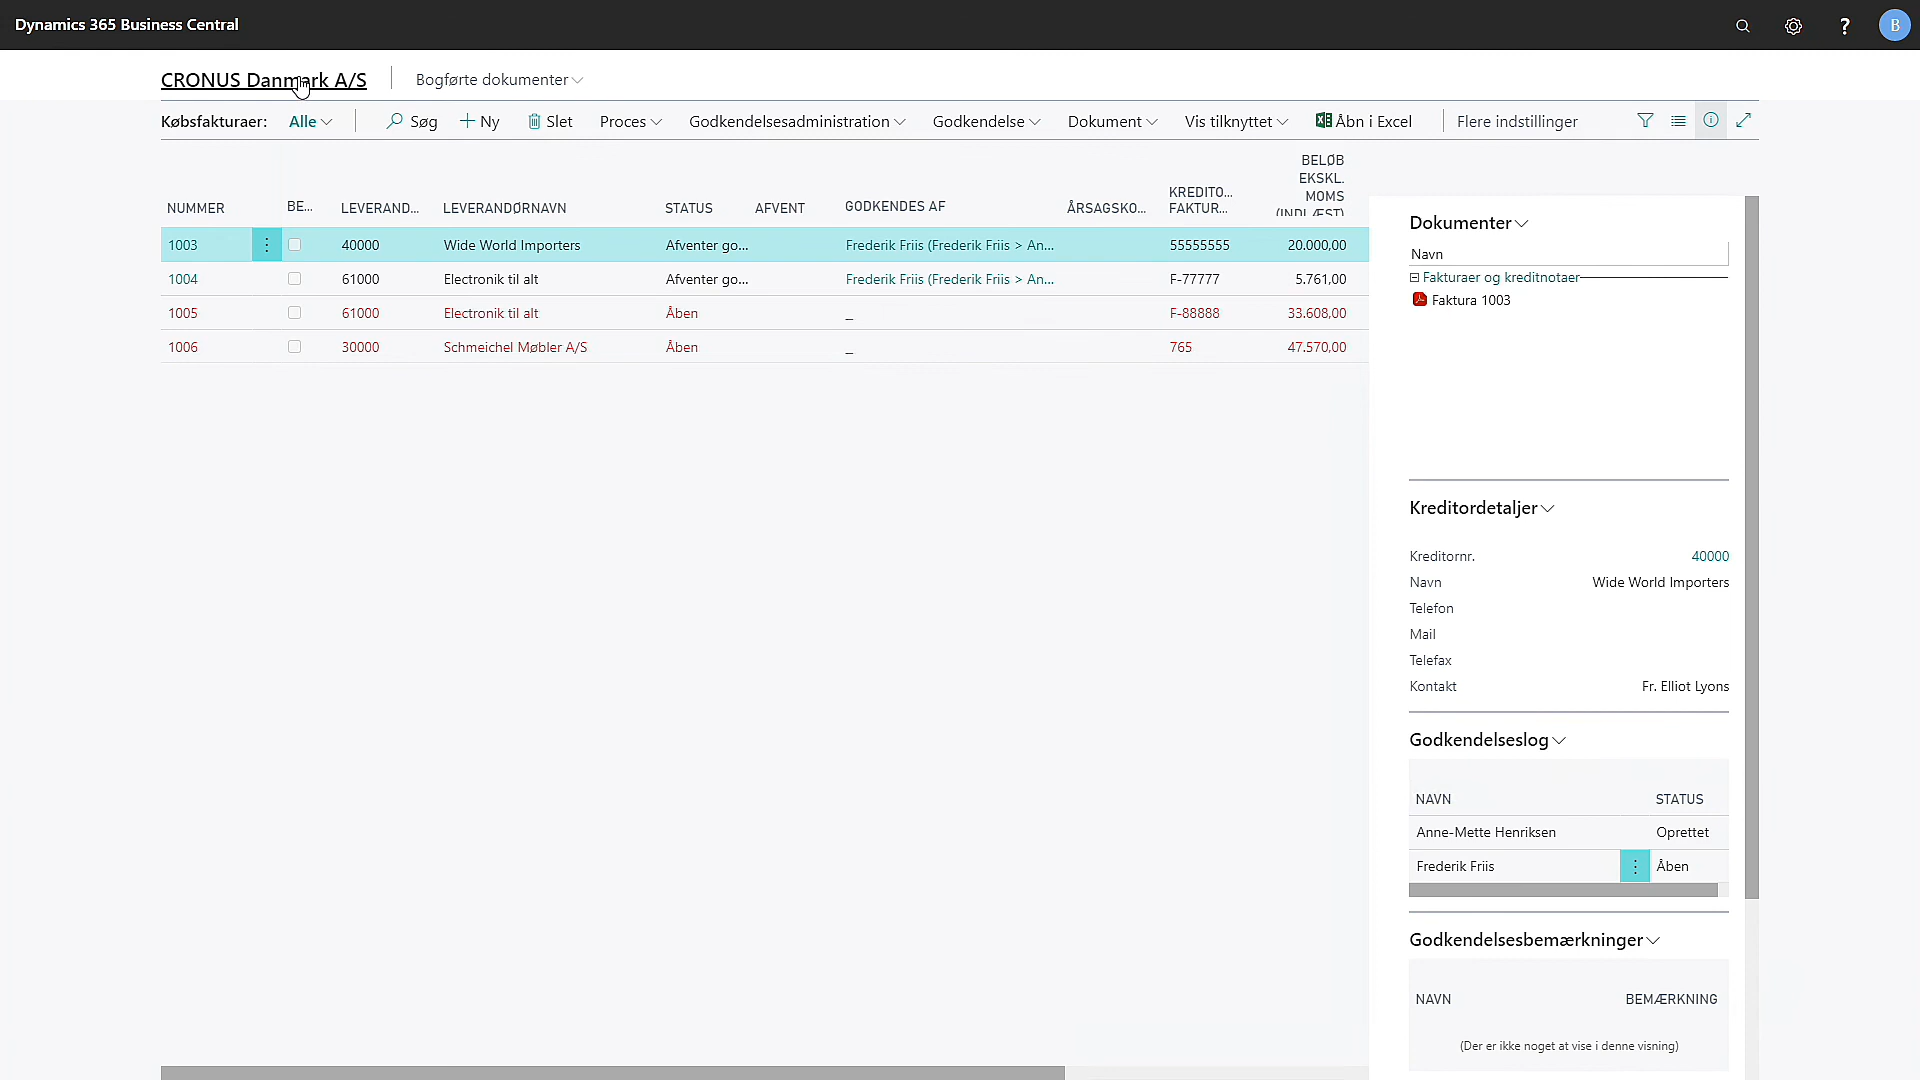 Dynamics 365 Business Central
B
CRONUS Danmark A/S
Bogførte dokumenter
Købsfakturaer: Alle Søg Ny Slet Proces Godkendelsesadministration Godkendelse Dokument Vis tilknyttet Åbn i Excel Flere indstillinger
NUMMER BE... LEVERAND... LEVERANDØRNAVN STATUS AFVENT GODKENDES AF ÅRSAGSKO... KREDITO... FAKTUR... BELØB EKSKL. MOMS (INDLÆST)
1003 40000 Wide World Importers Afventer go... Frederik Friis (Frederik Friis > An... 55555555 20.000,00
1004 61000 Electronik til alt Afventer go... Frederik Friis (Frederik Friis > An... F-77777 5.761,00
1005 61000 Electronik til alt Åben _ F-88888 33.608,00
1006 30000 Schmeichel Møbler A/S Åben _ 765 47.570,00
Dokumenter
Navn
Fakturaer og kreditnotaer
Faktura 1003
Kreditordetaljer
Kreditornr. 40000
Navn Wide World Importers
Telefon
Mail
Telefax
Kontakt Fr. Elliot Lyons
Godkendelseslog
NAVN STATUS
Anne-Mette Henriksen Oprettet
Frederik Friis Åben
Godkendelsesbemærkninger
NAVN BEMÆRKNING
(Der er ikke noget at vise i denne visning)